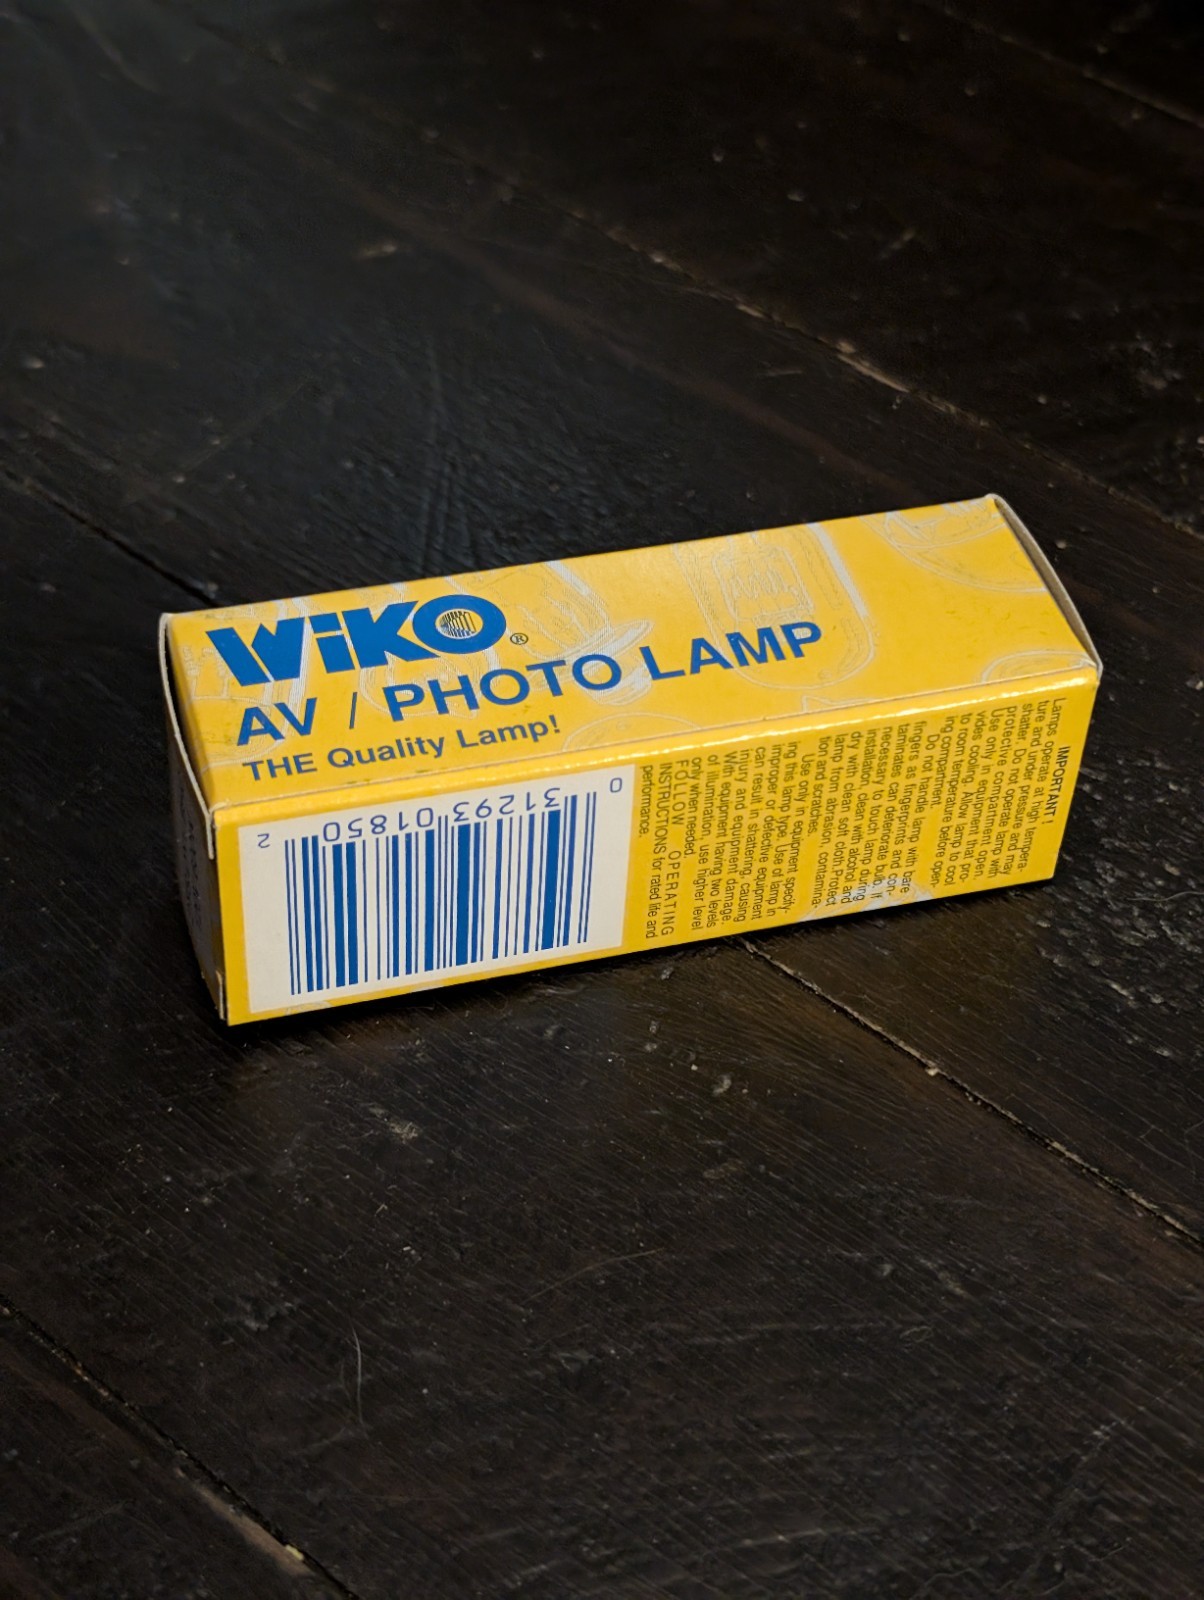 WiKO®
AV / PHOTO LAMP
THE Quality Lamp!
0 31293 01850 2
IMPORTANT!
Lamps operate at high tempera-
ture and under pressure and may
shatter. Do not operate lamp with
protective compartment open.
Use only in equipment that pro-
vides cooling. Allow lamp to cool
to room temperature before open-
ing compartment.
Do not handle lamp with bare
fingers as fingerprints and con-
taminates can deteriorate bulb. If
necessary to touch lamp during
installation, clean with alcohol and
dry with clean soft cloth. Protect
lamp from abrasion, contamina-
tion and scratches.
Use only in equipment specify-
ing this lamp type. Use of lamp in
improper or defective equipment
can result in shattering, causing
injury and equipment damage.
With equipment having two levels
of illumination, use higher level
only when needed.
FOLLOW OPERATING
INSTRUCTIONS for rated life and
performance.